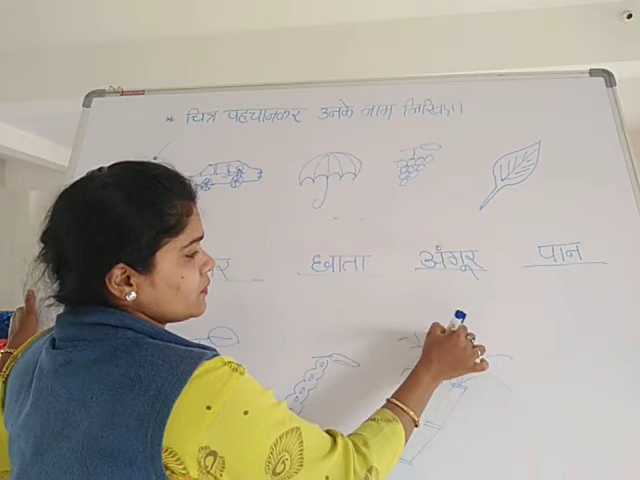 * चित्र पहचानकर उनके नाम लिखिए।
छाता अंगूर पान